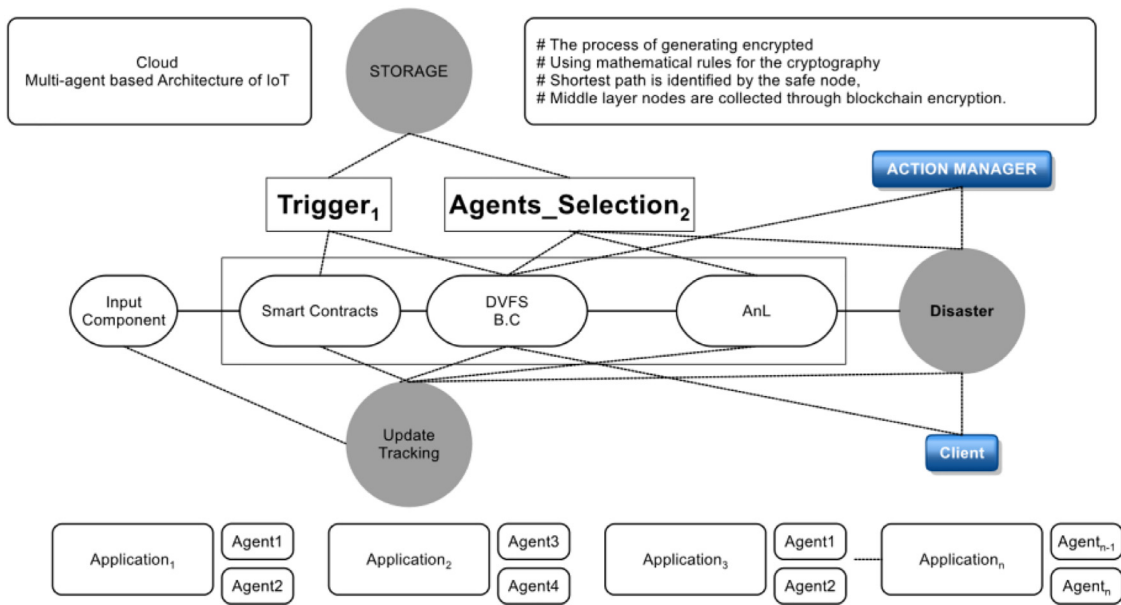 Cloud
Multi-agent based Architecture of IoT
STORAGE
# The process of generating encrypted
# Using mathematical rules for the cryptography
# Shortest path is identified by the safe node,
# Middle layer nodes are collected through blockchain encryption.
ACTION MANAGER
Trigger₁
Agents_Selection₂
Input
Component
Smart Contracts
DVFS
B.C
AnL
Disaster
Update
Tracking
Client
Application₁
Agent1
Agent2
Application₂
Agent3
Agent4
Application₃
Agent1
Agent2
Applicationₙ
Agentₙ₋₁
Agentₙ